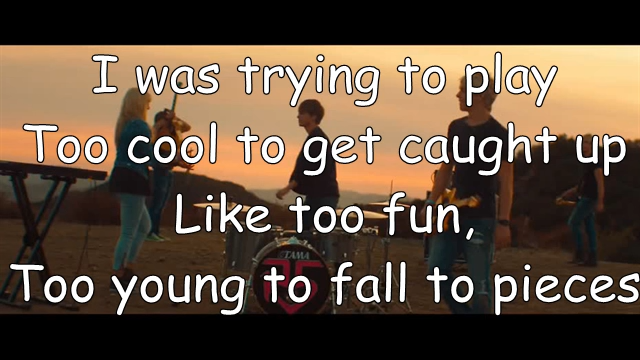 I was trying to play
Too cool to get caught up
Like too fun,
Too young to fall to pieces
TAMA
R5